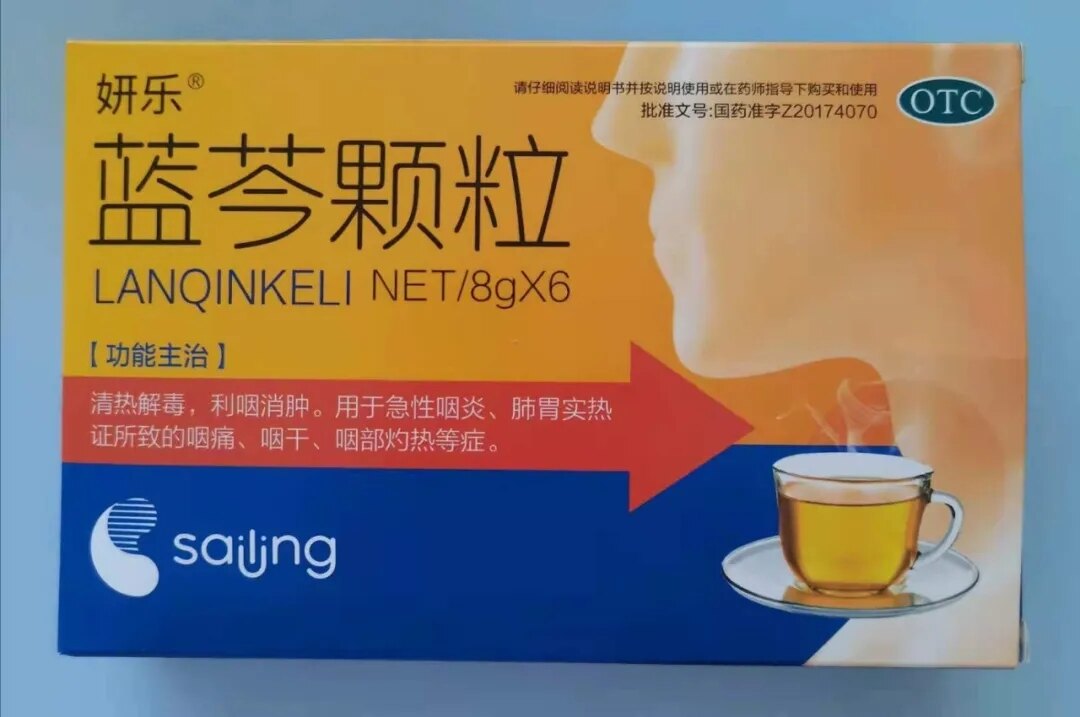 妍乐®
请仔细阅读说明书并按说明使用或在药师指导下购买和使用
批准文号:国药准字Z20174070
OTC
蓝芩颗粒
LANQINKELI NET/8gX6
【功能主治】
清热解毒，利咽消肿。用于急性咽炎、肺胃实热
证所致的咽痛、咽干、咽部灼热等症。
sailing